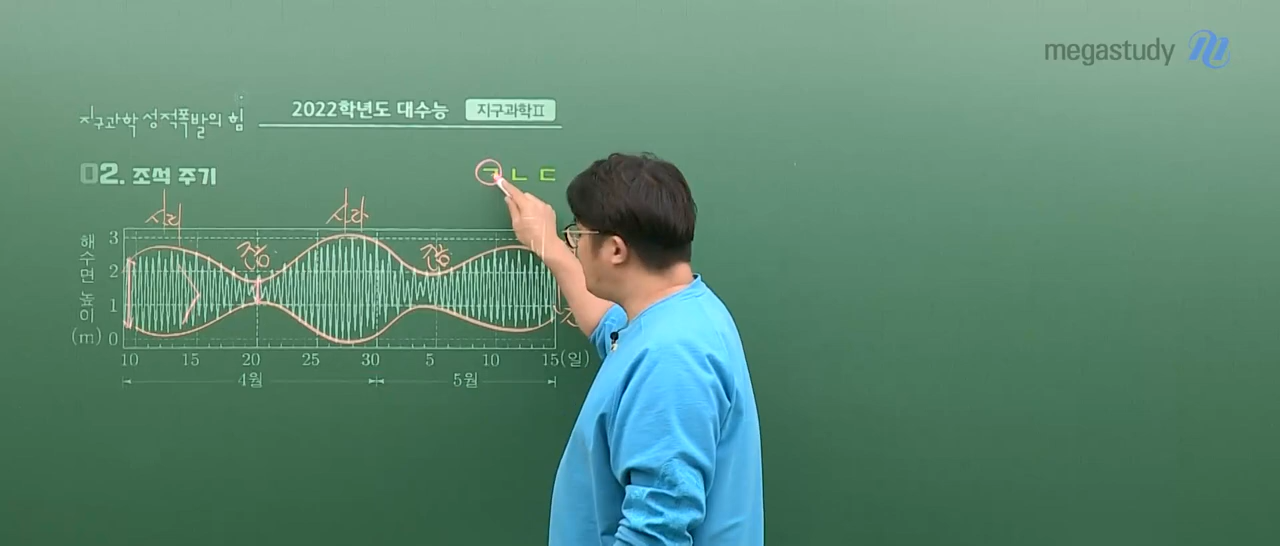 megastudy
지구과학 성적폭발의 힘
2022학년도 대수능 지구과학Ⅱ
02. 조석 주기
ㄱ ㄴ ㄷ
사리 사리
조금 조금
해수면 높이 (m)
3
2
1
0
10 15 20 25 30 5 10 15(일)
4월 5월